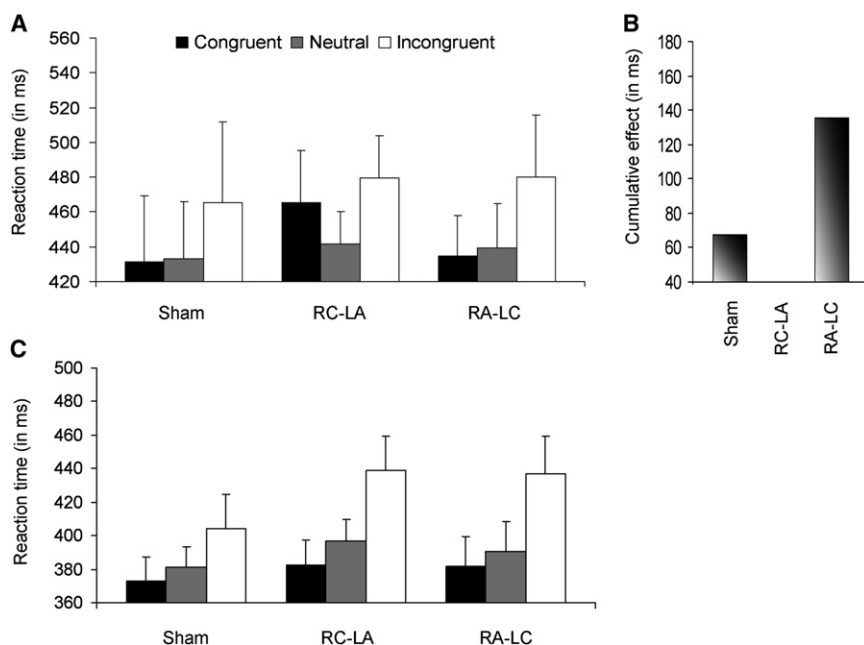 A
Reaction time (in ms)
560
540
520
500
480
460
440
420
Congruent Neutral Incongruent
Sham RC-LA RA-LC
B
Cumulative effect (in ms)
180
160
140
120
100
80
60
40
Sham
RC-LA
RA-LC
C
Reaction time (in ms)
500
480
460
440
420
400
380
360
Sham RC-LA RA-LC